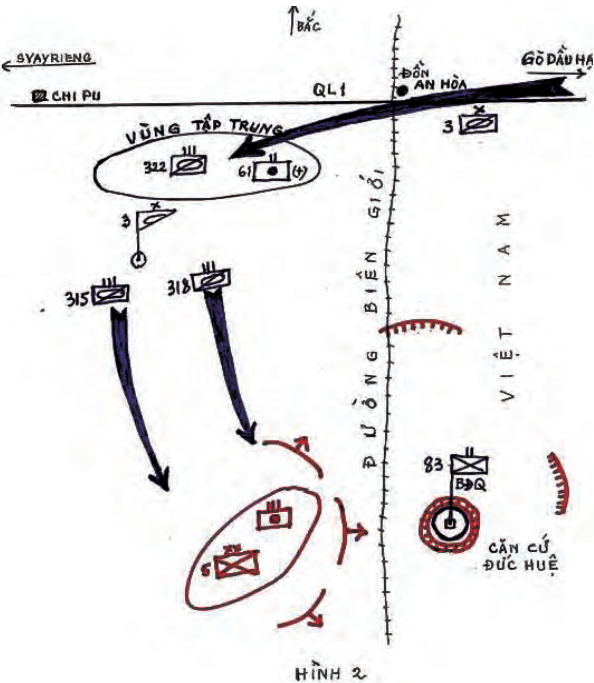 BẮC
SVAYRIENG
GÒ DẦU HẠ
ĐỒN
AN HÒA
QL1
CHI PU
VÙNG TẬP TRUNG
3
322
61
(+)
3
315
318
ĐƯỜNG BIÊN GIỚI
VIỆT NAM
83
BĐQ
5
CĂN CỨ
ĐỨC HUỆ
HÌNH 2